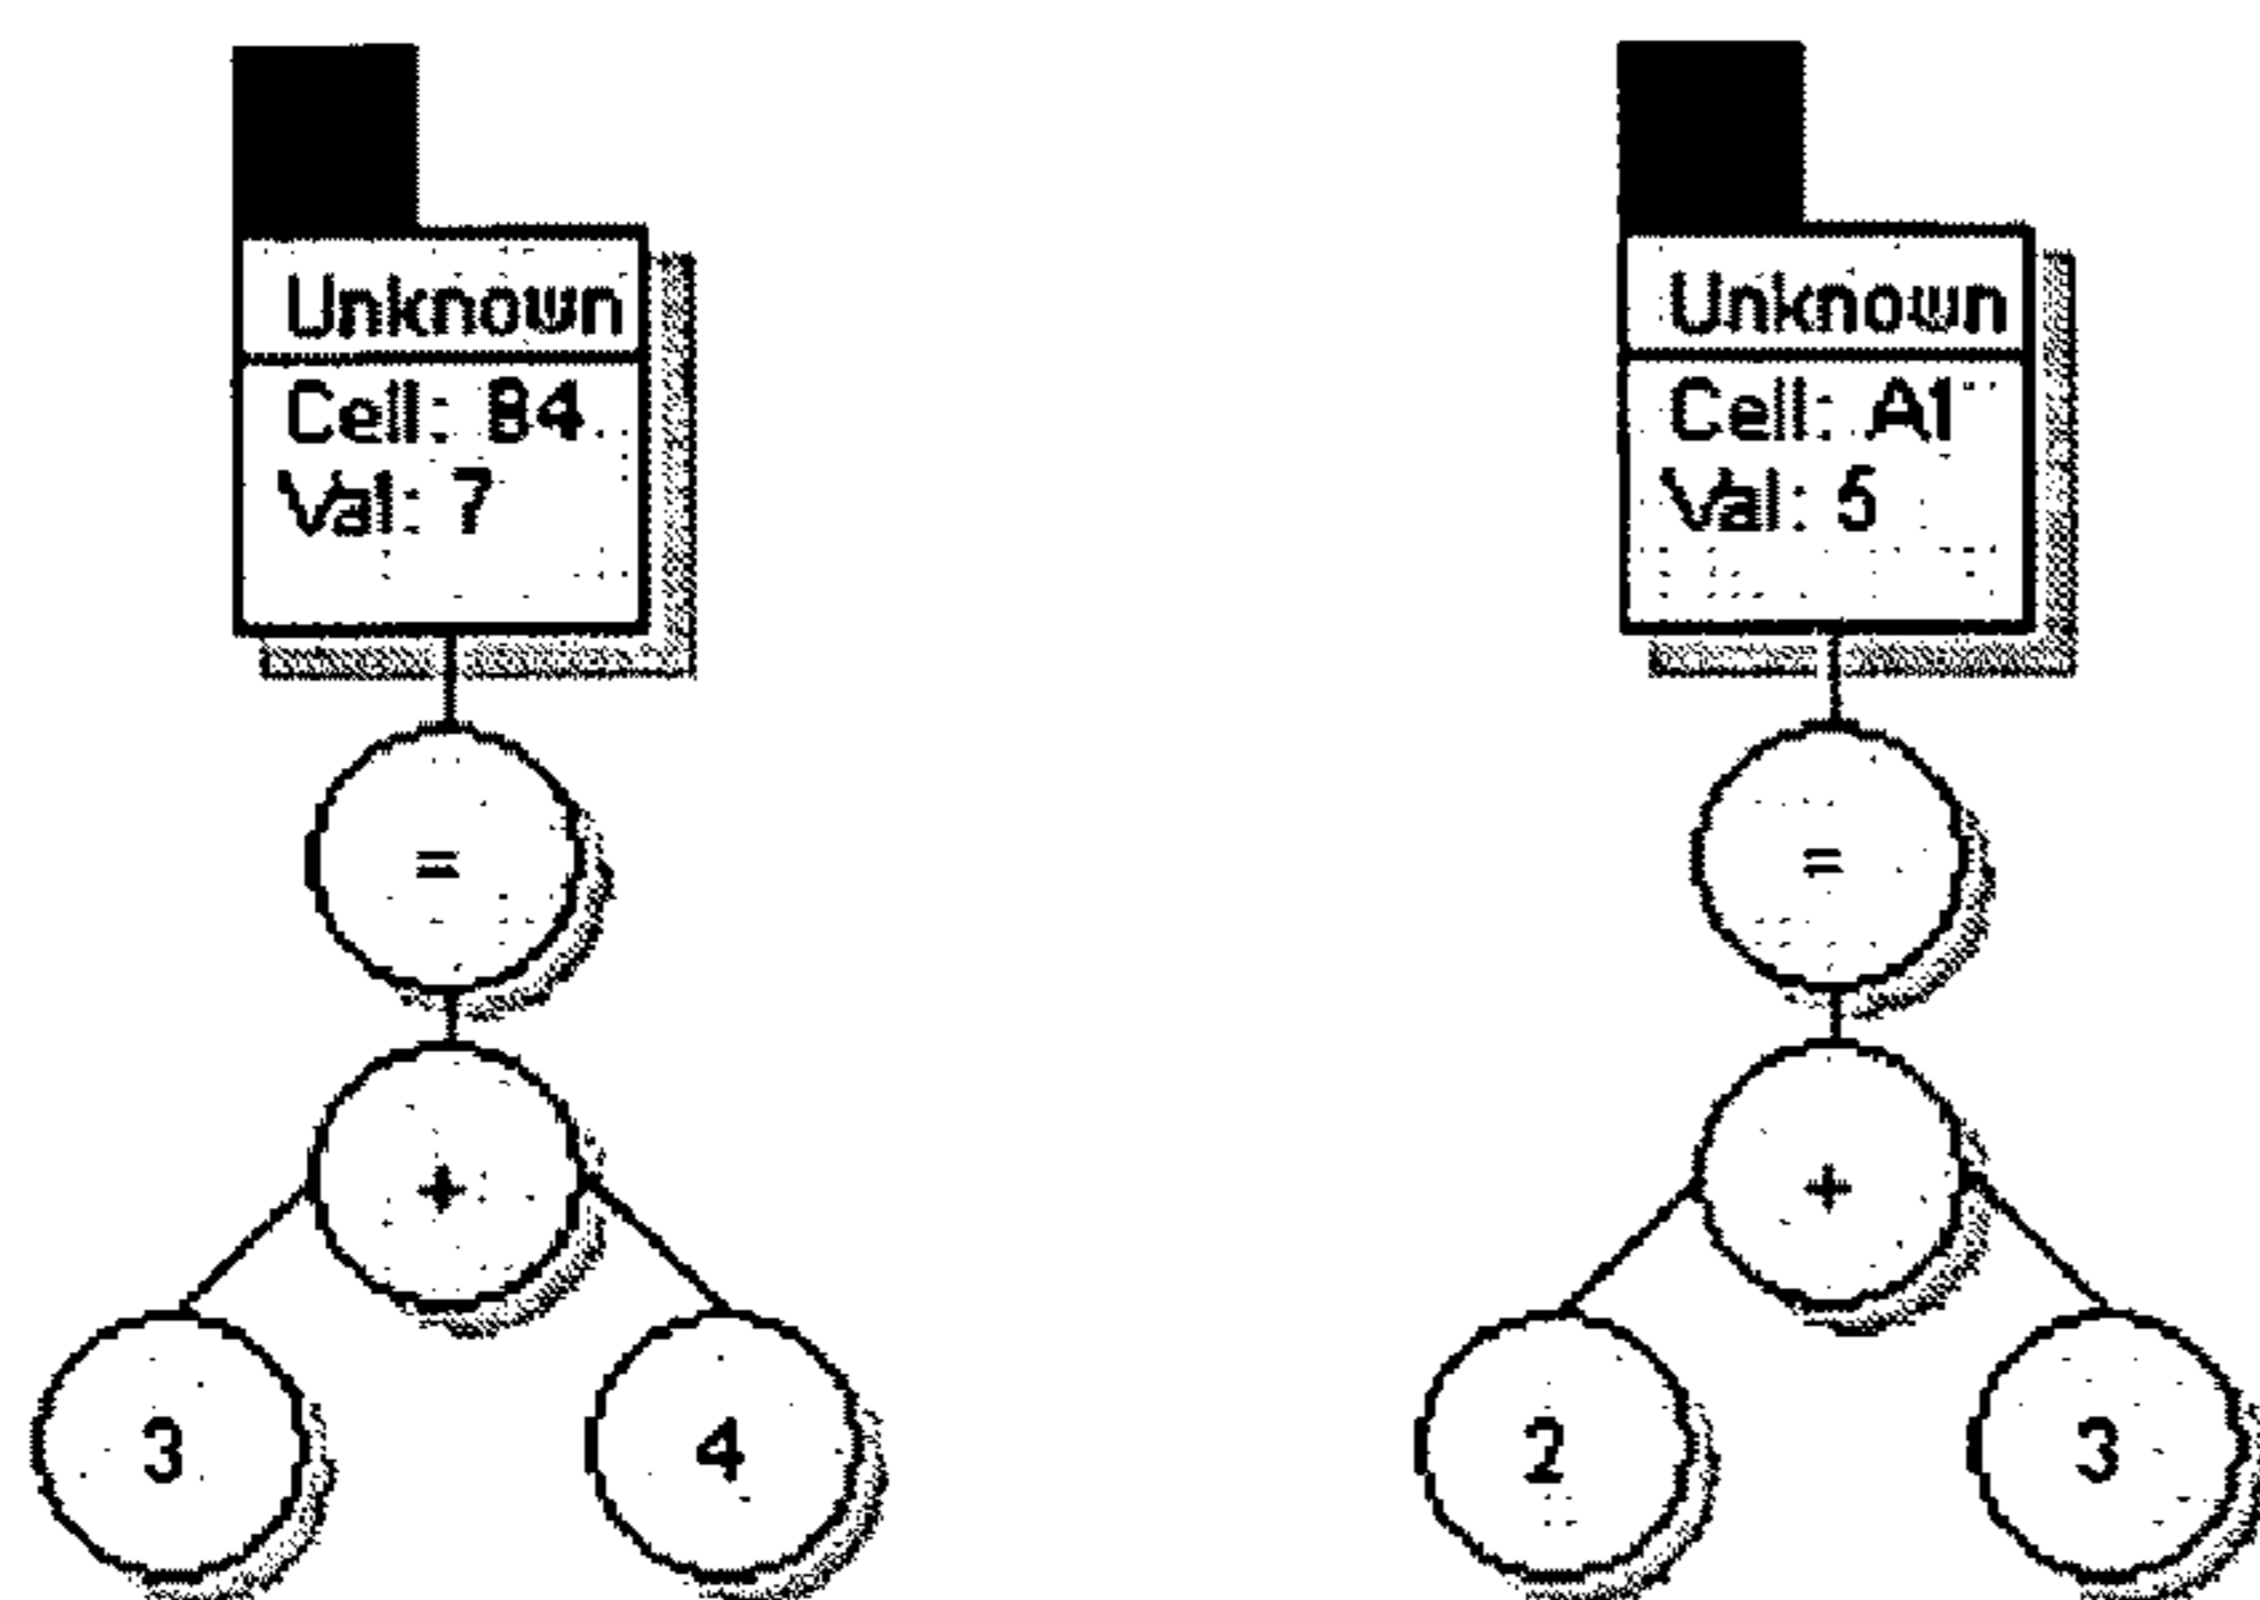 Unknown
Cell: B4
Val: 7
=
+
3
4
Unknown
Cell: A1
Val: 5
=
+
2
3